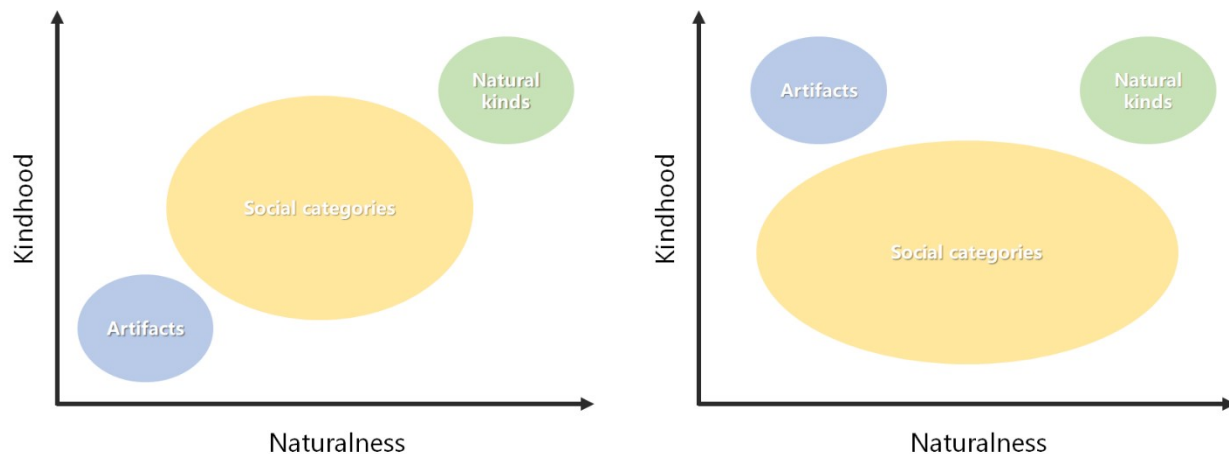 Kindhood
Natural
kinds
Social categories
Artifacts
Naturalness
Kindhood
Artifacts
Natural
kinds
Social categories
Naturalness